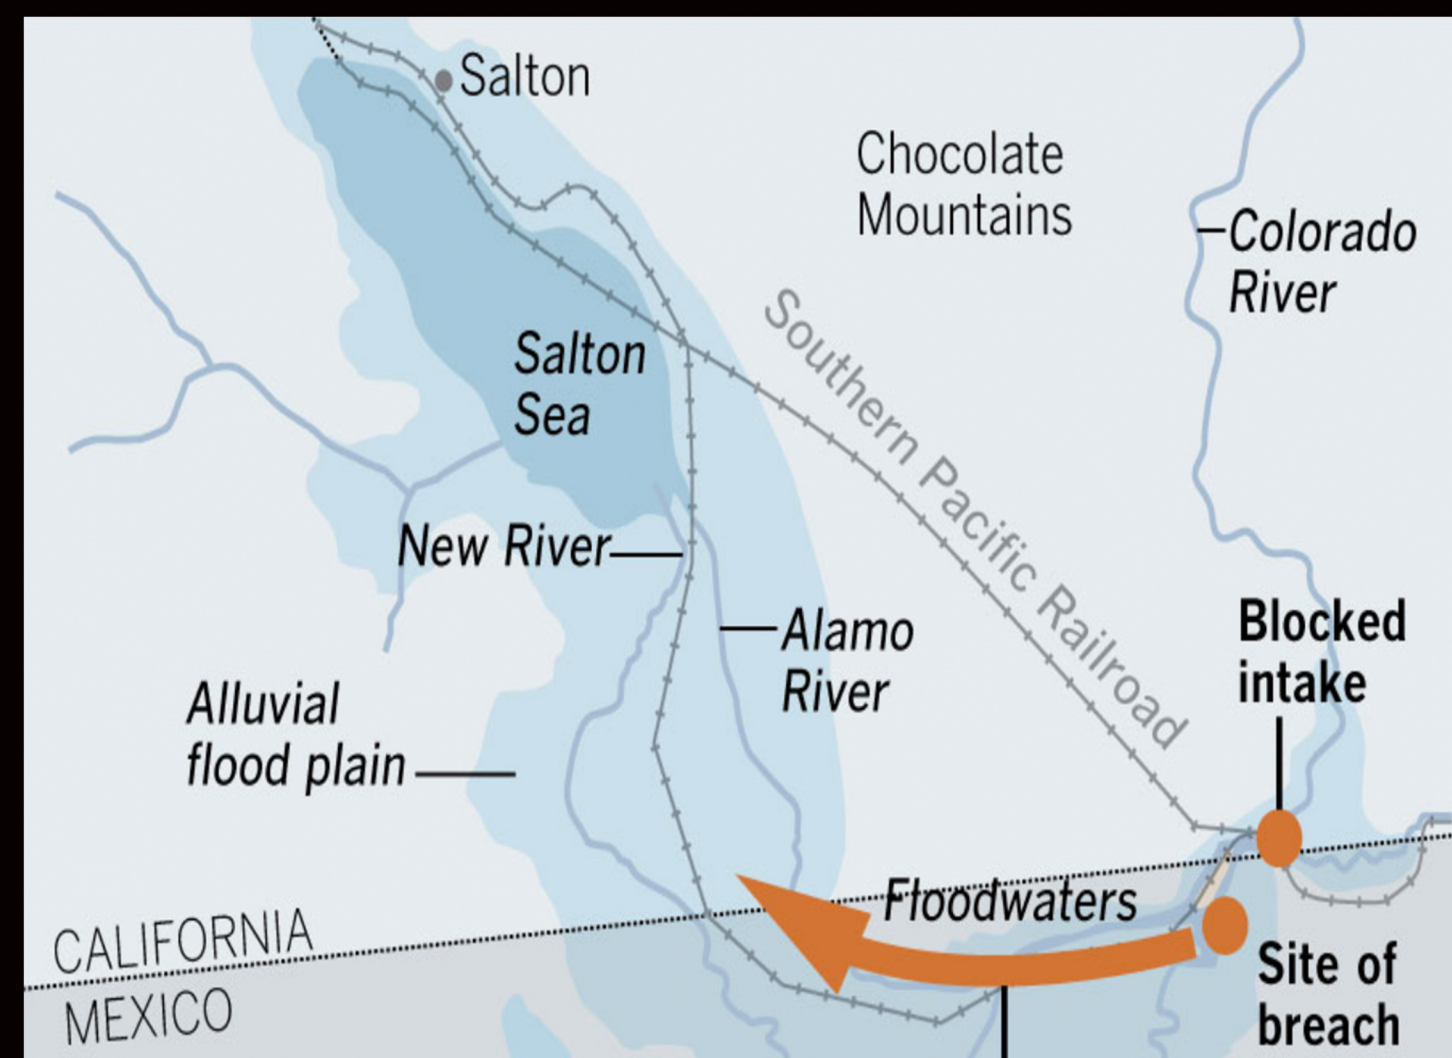 Salton
Chocolate
Mountains
Colorado
River
Southern Pacific Railroad
Salton
Sea
New River
Alamo
River
Blocked
intake
Alluvial
flood plain
Floodwaters
CALIFORNIA
MEXICO
Site of
breach